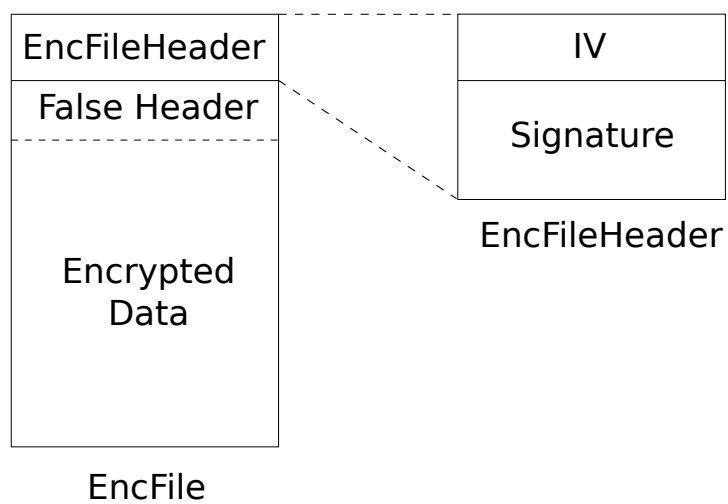 EncFileHeader
False Header
Encrypted
Data
EncFile
IV
Signature
EncFileHeader